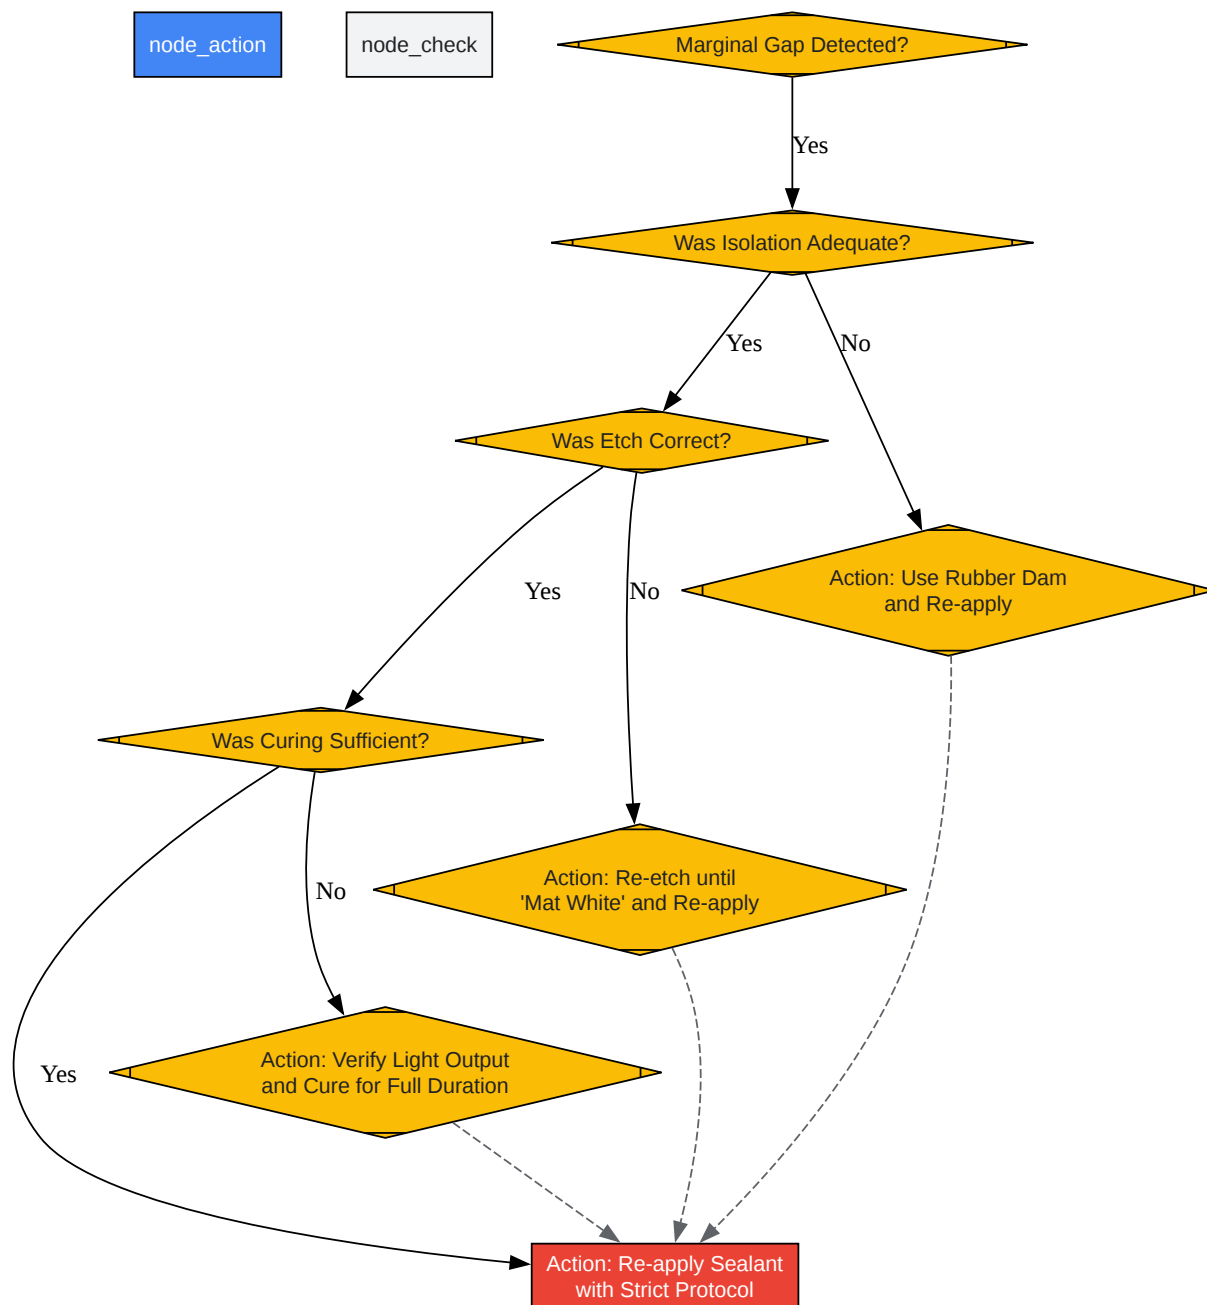 node_action
node_check
Marginal Gap Detected?
Yes
Was Isolation Adequate?
Yes
No
Was Etch Correct?
Yes
No
Action: Use Rubber Dam
and Re-apply
Was Curing Sufficient?
No
Action: Re-etch until
'Mat White' and Re-apply
Yes
Action: Verify Light Output
and Cure for Full Duration
Action: Re-apply Sealant
with Strict Protocol